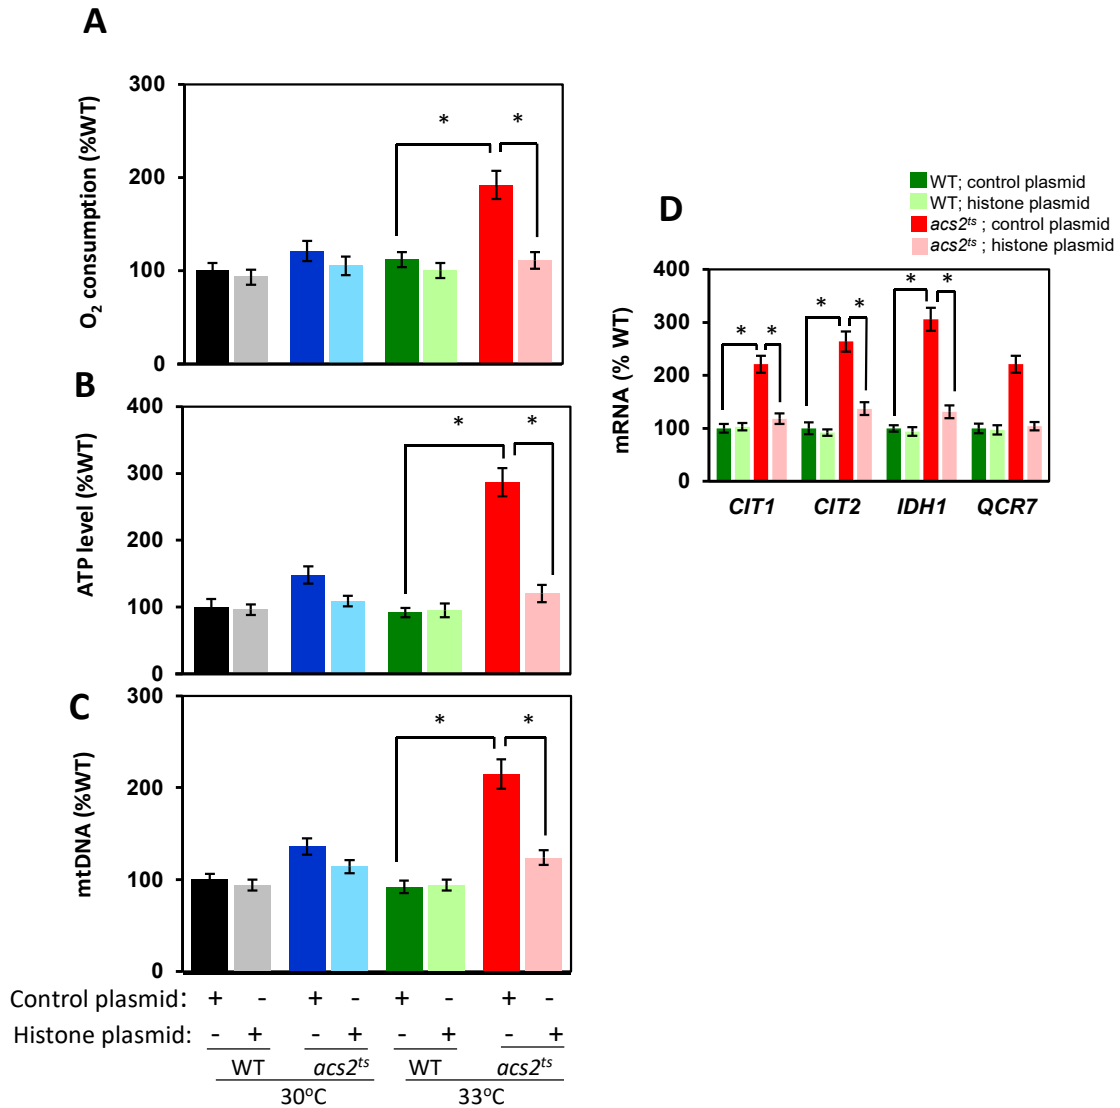 A
O2 consumption (%WT)
300
200
100
0
* *
B
ATP level (%WT)
400
300
200
100
0
* *
C
mtDNA (%WT)
300
200
100
0
* *
Control plasmid: + - + - + - + -
Histone plasmid: - + - + - + - +
WT acs2ts WT acs2ts
30oC 33oC
D
WT; control plasmid
WT; histone plasmid
acs2ts ; control plasmid
acs2ts ; histone plasmid
mRNA (% WT)
400
300
200
100
0
* * * * * *
CIT1 CIT2 IDH1 QCR7